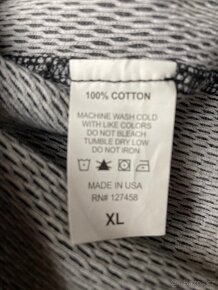 100% COTTON
MACHINE WASH COLD
WITH LIKE COLORS
DO NOT BLEACH
TUMBLE DRY LOW
DO NOT IRON
MADE IN USA
RN# 127458
XL